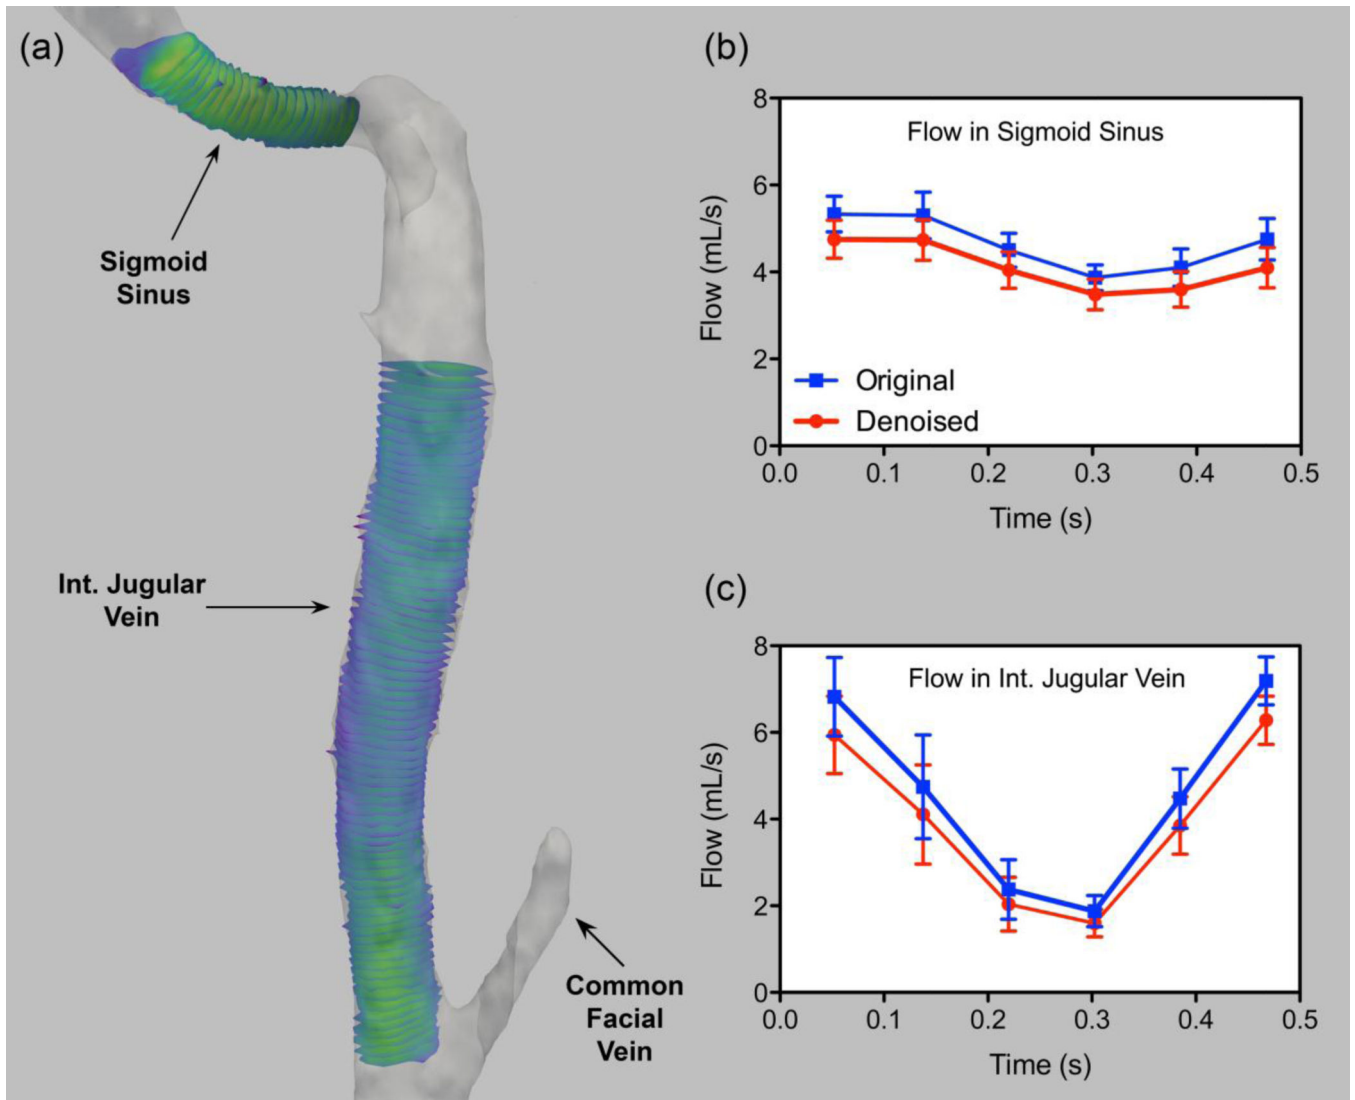 (a)
Sigmoid
Sinus
Int. Jugular
Vein
Common
Facial
Vein
(b)
Flow in Sigmoid Sinus
Flow (mL/s)
8
6
4
2
0
Original
Denoised
0.0 0.1 0.2 0.3 0.4 0.5
Time (s)
(c)
Flow in Int. Jugular Vein
Flow (mL/s)
8
6
4
2
0
0.0 0.1 0.2 0.3 0.4 0.5
Time (s)